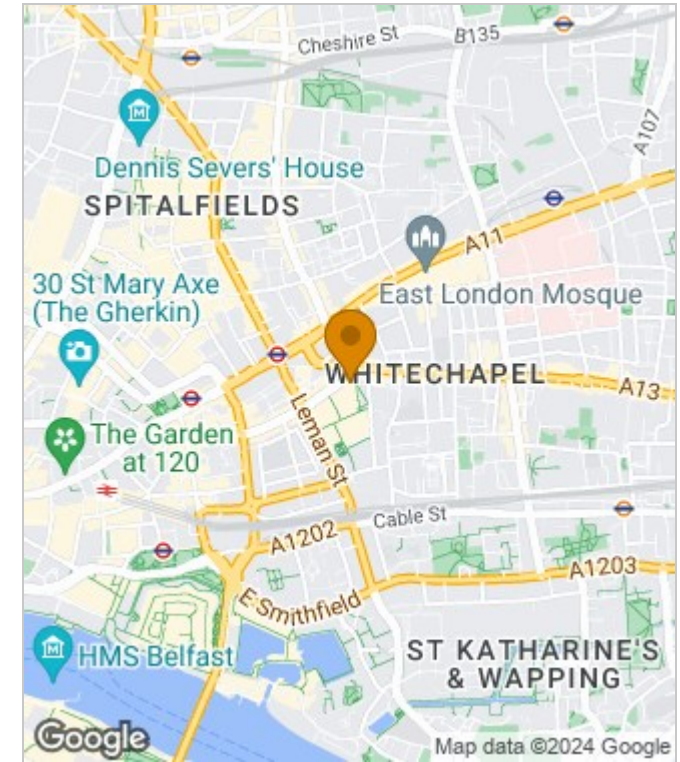 Cheshire St
B135
A107
Dennis Severs' House
SPITALFIELDS
A11
30 St Mary Axe
(The Gherkin)
East London Mosque
WHITECHAPEL
A13
Leman St
The Garden
at 120
Cable St
A1202
A1203
E Smithfield
HMS Belfast
ST KATHARINE'S
& WAPPING
Google
Map data ©2024 Google